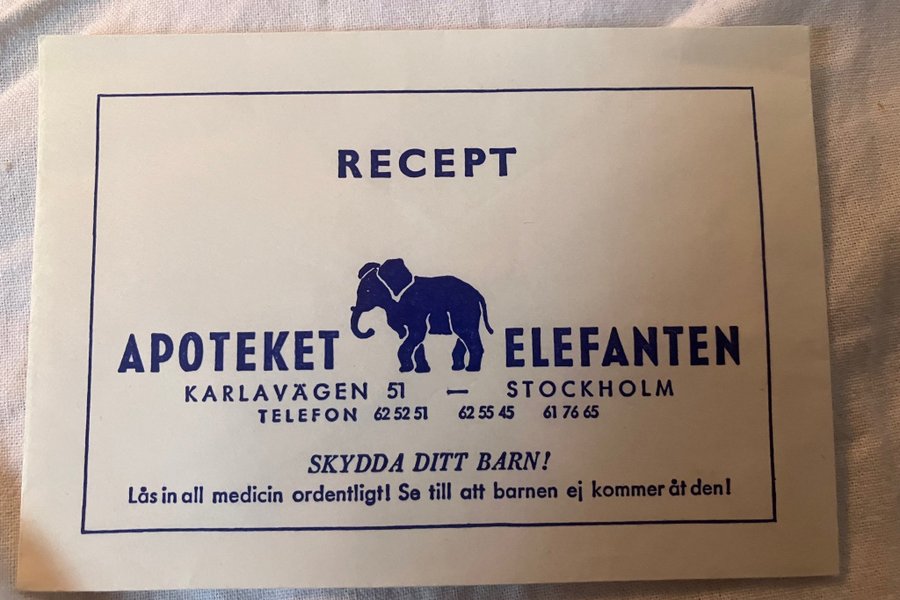 RECEPT
APOTEKET ELEFANTEN
KARLAVÄGEN 51 — STOCKHOLM
TELEFON 62 52 51 62 55 45 61 76 65
SKYDDA DITT BARN!
Lås in all medicin ordentligt! Se till att barnen ej kommer åt den!